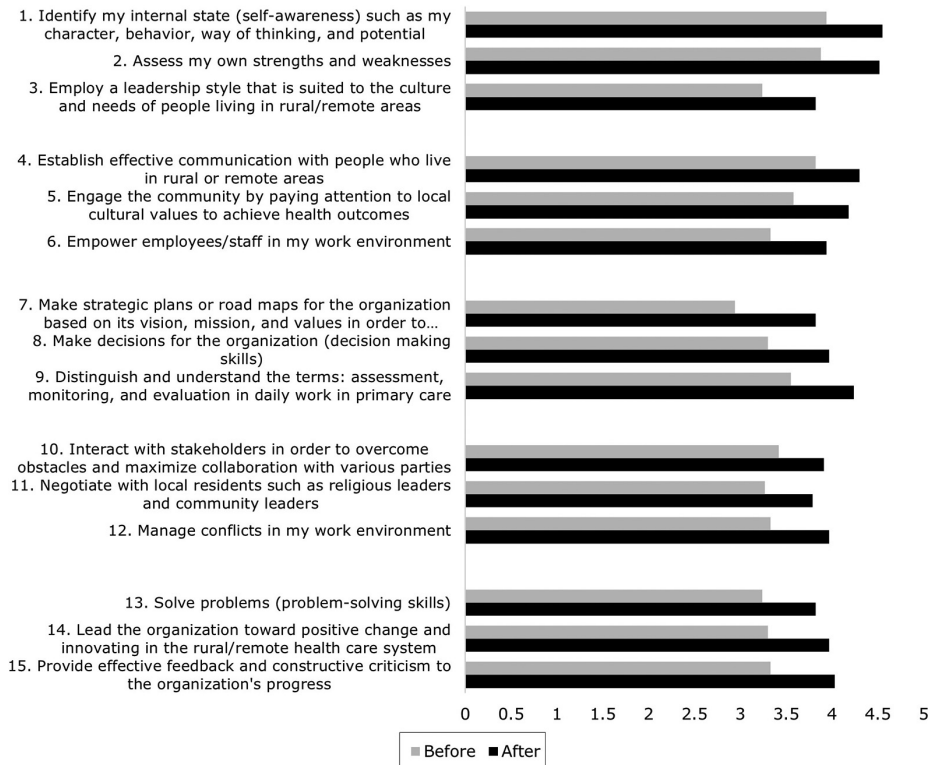 1. Identify my internal state (self-awareness) such as my
character, behavior, way of thinking, and potential
2. Assess my own strengths and weaknesses
3. Employ a leadership style that is suited to the culture
and needs of people living in rural/remote areas
4. Establish effective communication with people who live
in rural or remote areas
5. Engage the community by paying attention to local
cultural values to achieve health outcomes
6. Empower employees/staff in my work environment
7. Make strategic plans or road maps for the organization
based on its vision, mission, and values in order to…
8. Make decisions for the organization (decision making
skills)
9. Distinguish and understand the terms: assessment,
monitoring, and evaluation in daily work in primary care
10. Interact with stakeholders in order to overcome
obstacles and maximize collaboration with various parties
11. Negotiate with local residents such as religious leaders
and community leaders
12. Manage conflicts in my work environment
13. Solve problems (problem-solving skills)
14. Lead the organization toward positive change and
innovating in the rural/remote health care system
15. Provide effective feedback and constructive criticism to
the organization's progress
0 0.5 1 1.5 2 2.5 3 3.5 4 4.5 5
Before After